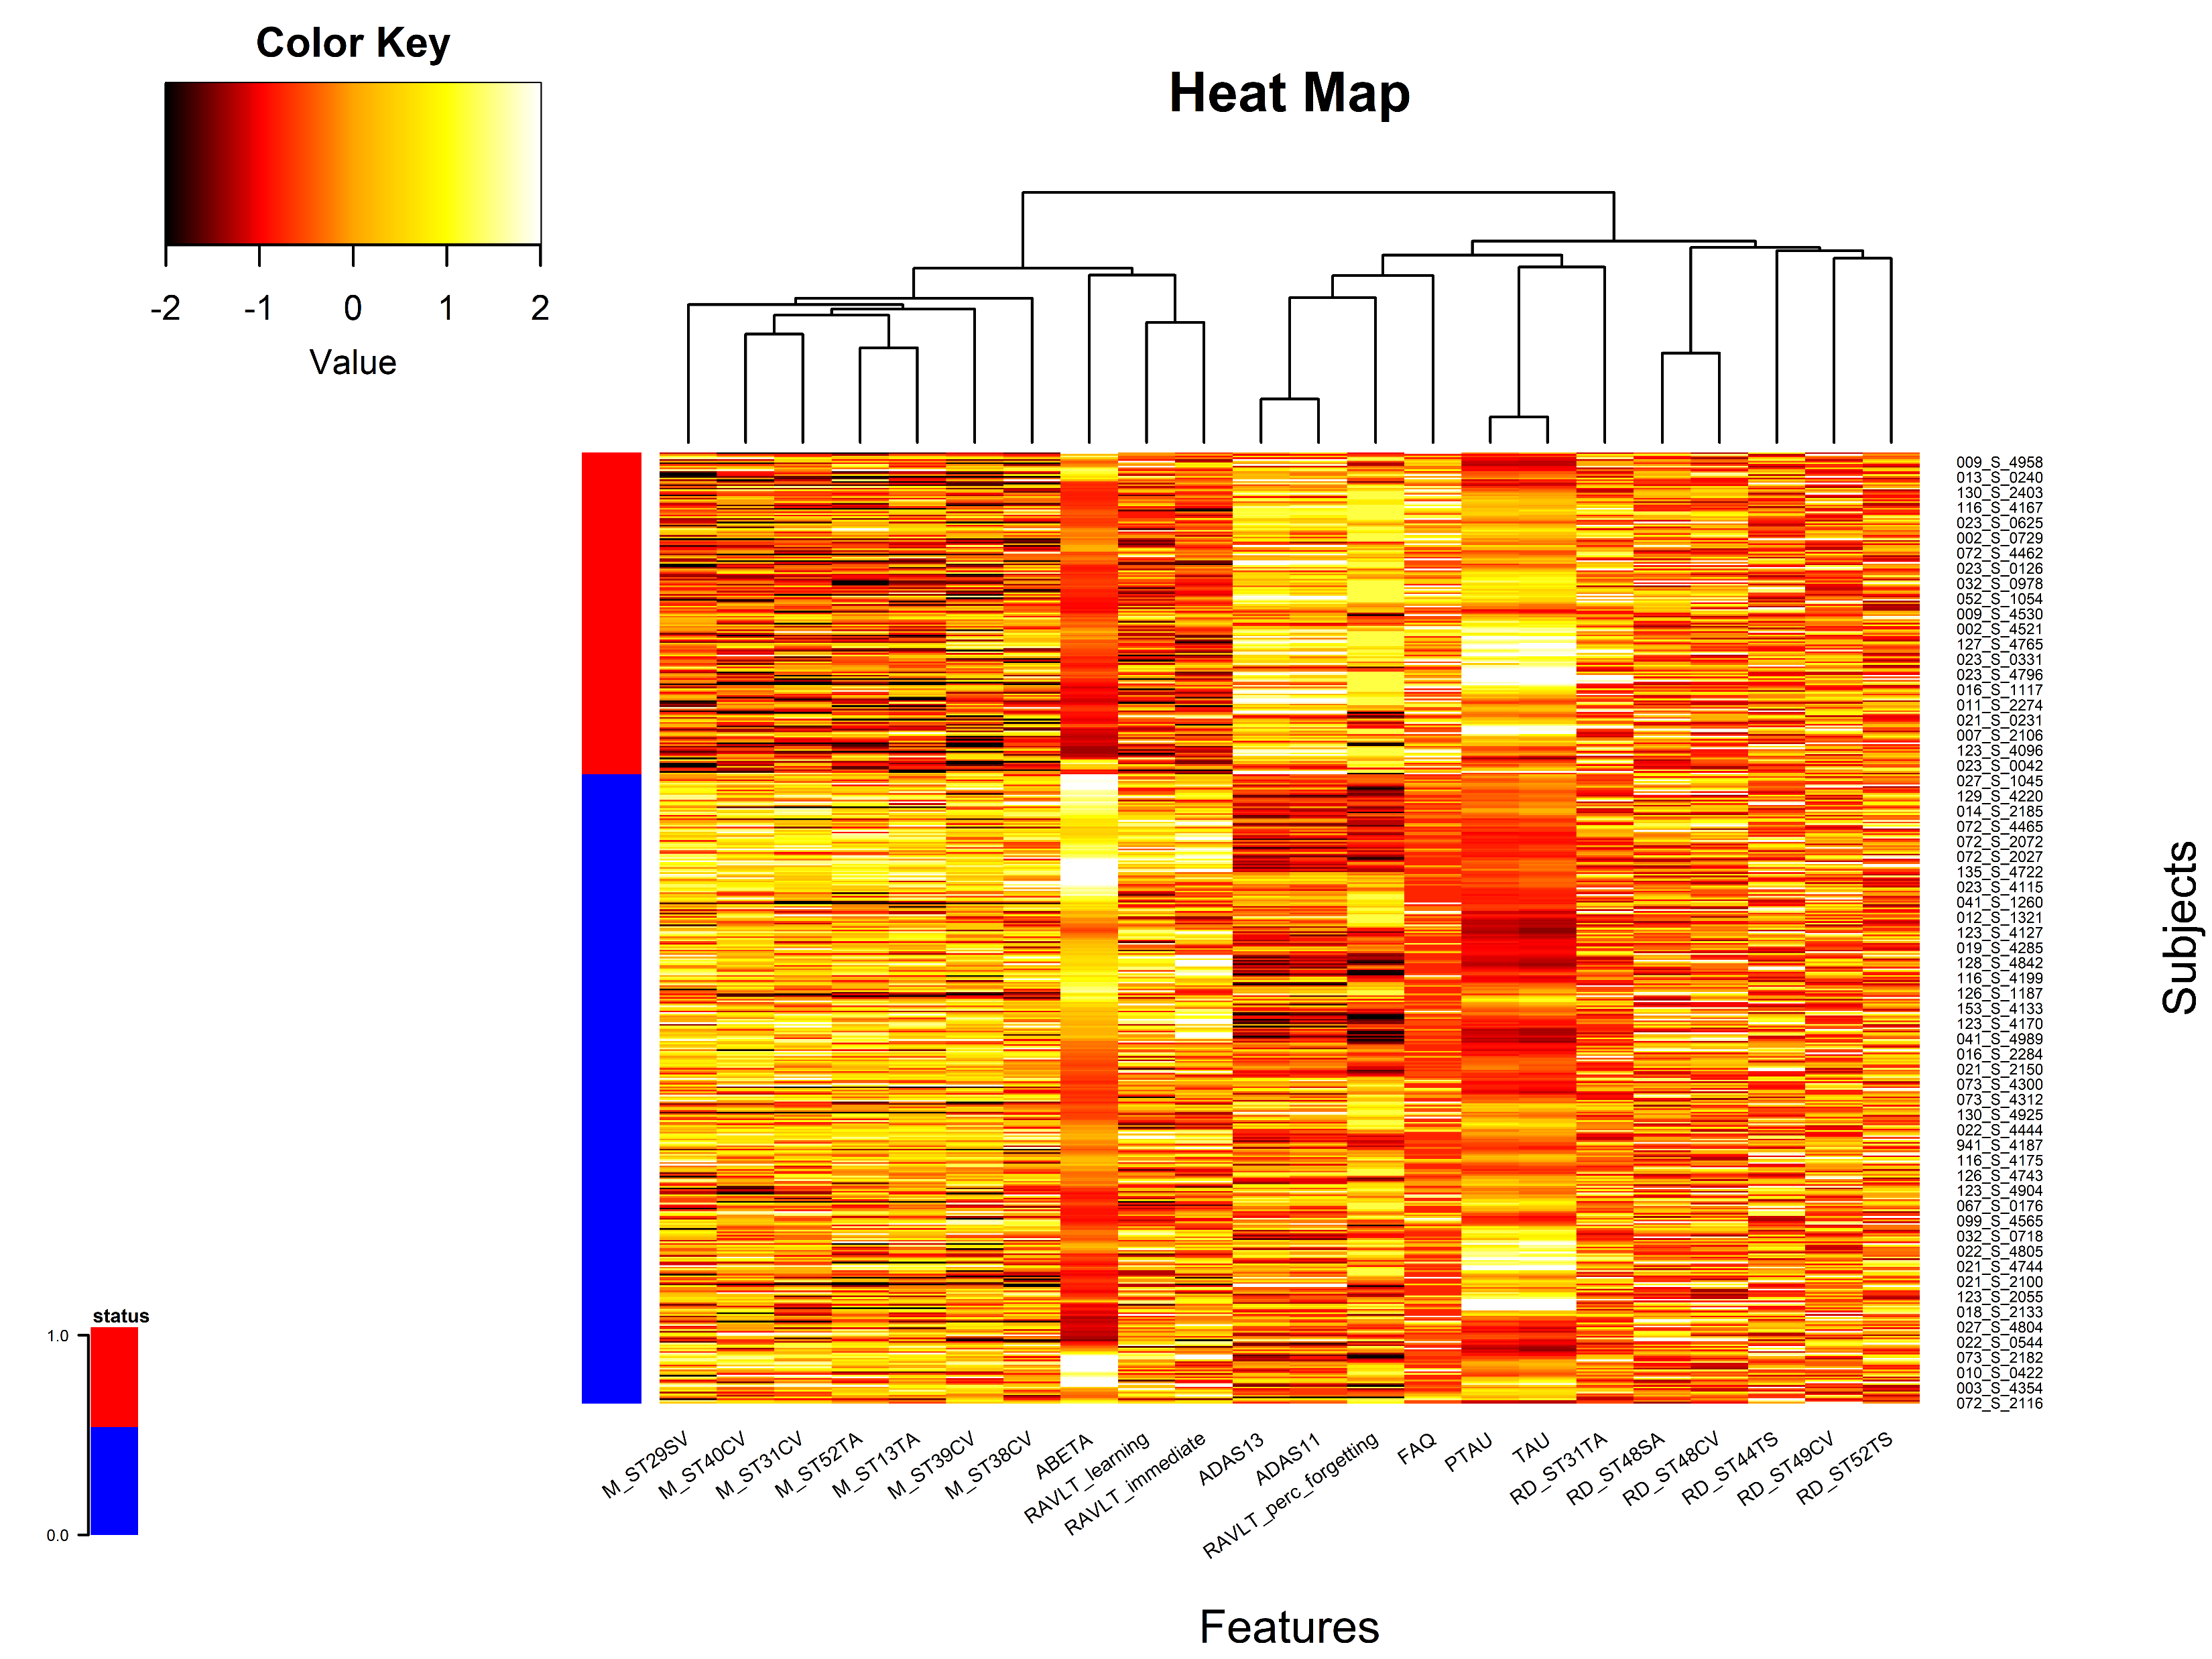 Color Key
-2 -1 0 1 2
Value
Heat Map
009_S_4958
013_S_0240
130_S_2403
116_S_4167
023_S_0625
002_S_0729
072_S_4462
023_S_0126
032_S_0978
052_S_1054
009_S_4530
002_S_4521
127_S_4765
023_S_0331
023_S_4796
016_S_1117
011_S_2274
021_S_0231
007_S_2106
123_S_4096
023_S_0042
027_S_1045
129_S_4220
014_S_2185
072_S_4465
072_S_2072
072_S_2027
135_S_4722
023_S_4115
041_S_1260
012_S_1321
123_S_4127
019_S_4285
128_S_4842
116_S_4199
126_S_1187
153_S_4133
123_S_4170
041_S_4989
016_S_2284
021_S_2150
073_S_4300
073_S_4312
130_S_4925
022_S_4444
941_S_4187
116_S_4175
126_S_4743
123_S_4904
067_S_0176
099_S_4565
032_S_0718
022_S_4805
021_S_4744
021_S_2100
123_S_2055
018_S_2133
027_S_4804
022_S_0544
073_S_2182
010_S_0422
003_S_4354
072_S_2116
Subjects
status
1.0
0.0
M_ST29SV
M_ST40CV
M_ST31CV
M_ST52TA
M_ST13TA
M_ST39CV
M_ST38CV
ABETA
RAVLT_learning
RAVLT_immediate
ADAS13
ADAS11
RAVLT_perc_forgetting
FAQ
PTAU
TAU
RD_ST31TA
RD_ST48SA
RD_ST48CV
RD_ST44TS
RD_ST49CV
RD_ST52TS
Features